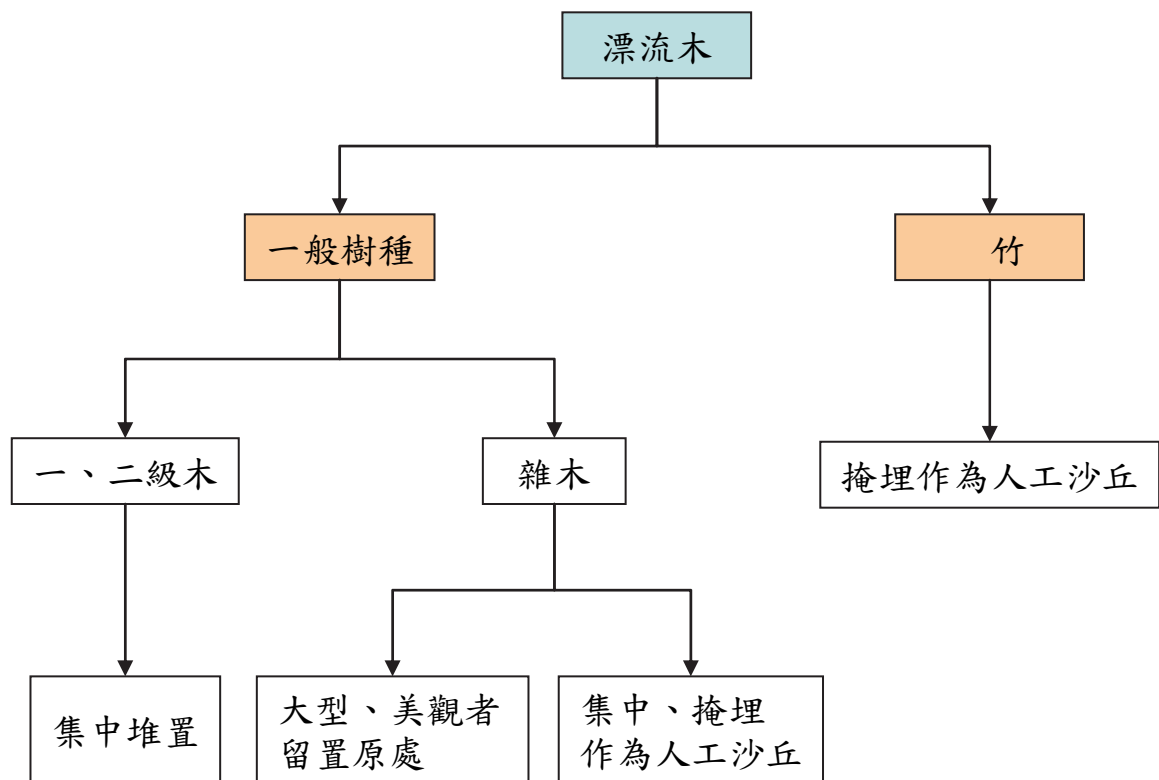 漂流木
一般樹種
竹
一、二級木
雜木
掩埋作為人工沙丘
集中堆置
大型、美觀者
留置原處
集中、掩埋
作為人工沙丘